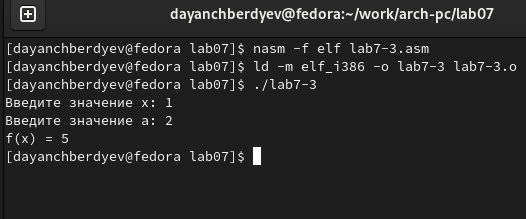 dayanchberdyev@fedora:~/work/arch-pc/lab07
[dayanchberdyev@fedora lab07]$ nasm -f elf lab7-3.asm
[dayanchberdyev@fedora lab07]$ ld -m elf_i386 -o lab7-3 lab7-3.o
[dayanchberdyev@fedora lab07]$ ./lab7-3
Введите значение x: 1
Введите значение a: 2
f(x) = 5
[dayanchberdyev@fedora lab07]$